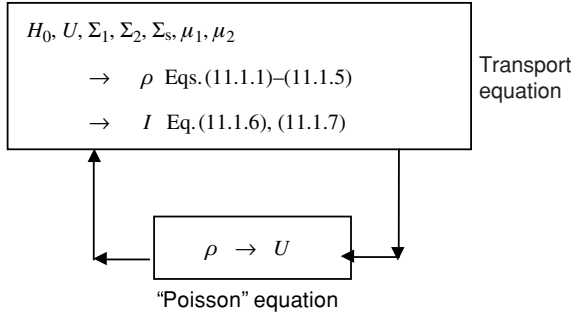 H₀, U, Σ₁, Σ₂, Σₛ, μ₁, μ₂
→ ρ Eqs.(11.1.1)–(11.1.5)
→ I Eq.(11.1.6), (11.1.7)
Transport
equation
ρ → U
“Poisson” equation